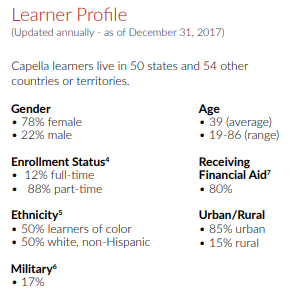 Learner Profile
(Updated annually - as of December 31, 2017)
Capella learners live in 50 states and 54 other
countries or territories.
Gender
• 78% female
• 22% male
Age
• 39 (average)
• 19-86 (range)
Enrollment Status⁴
• 12% full-time
• 88% part-time
Receiving
Financial Aid⁷
• 80%
Ethnicity⁵
• 50% learners of color
• 50% white, non-Hispanic
Urban/Rural
• 85% urban
• 15% rural
Military⁶
• 17%